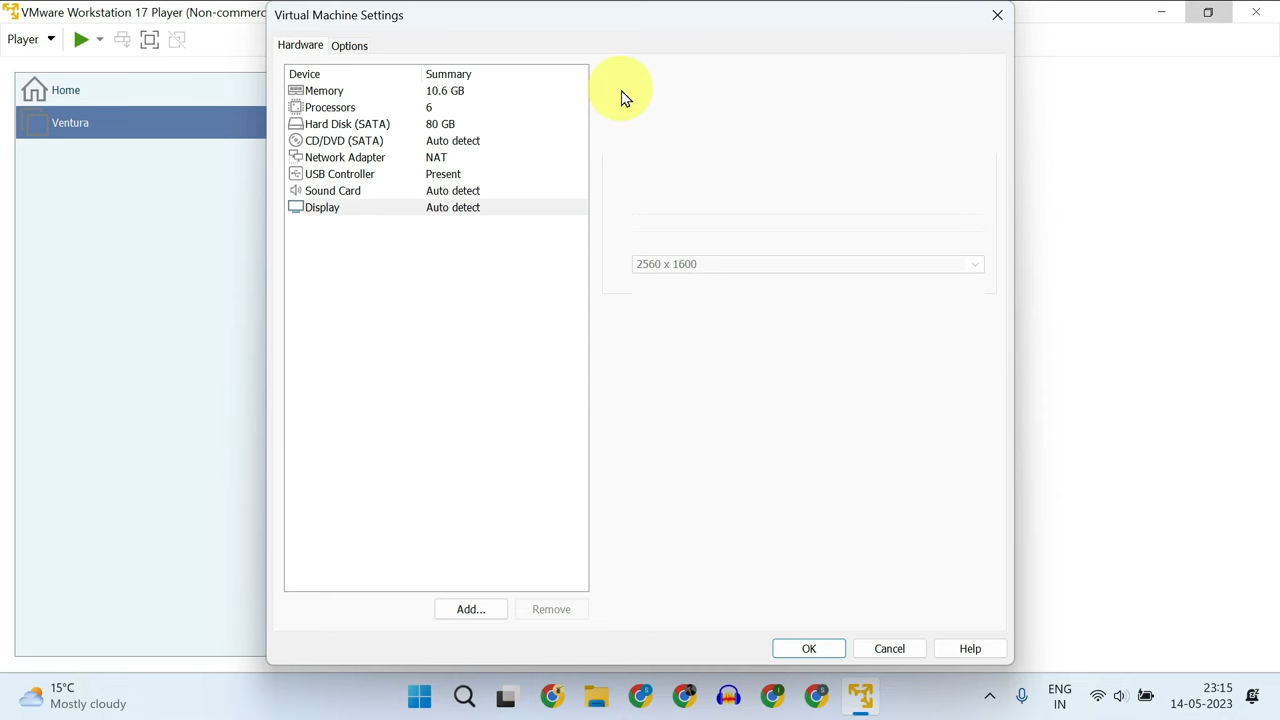 VMware Workstation 17 Player (Non-commerc
Virtual Machine Settings
Player
Hardware
Options
Home
Ventura
Device Summary
Memory 10.6 GB
Processors 6
Hard Disk (SATA) 80 GB
CD/DVD (SATA) Auto detect
Network Adapter NAT
USB Controller Present
Sound Card Auto detect
Display Auto detect
2560 x 1600
Add...
Remove
OK
Cancel
Help
15°C
Mostly cloudy
ENG
IN
23:15
14-05-2023